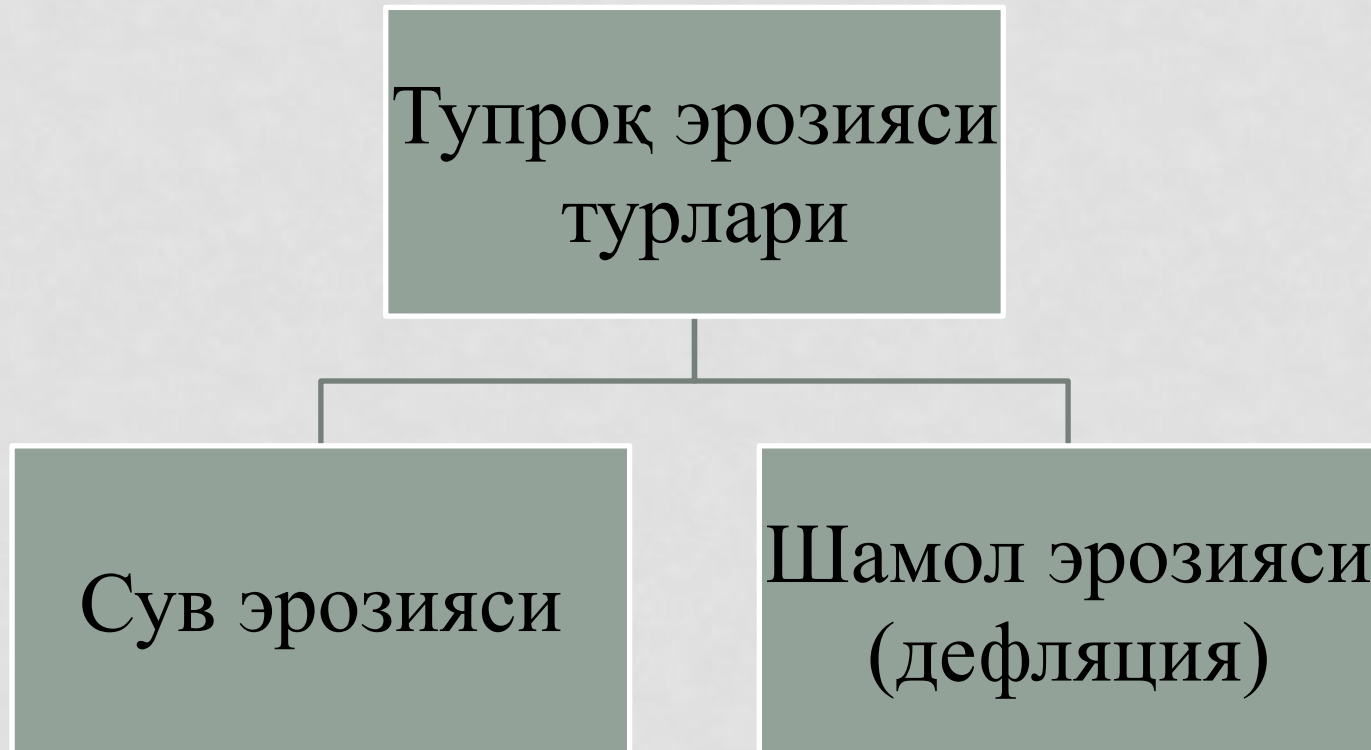 Тупроқ эрозияси
турлари
Сув эрозияси
Шамол эрозияси
(дефляция)